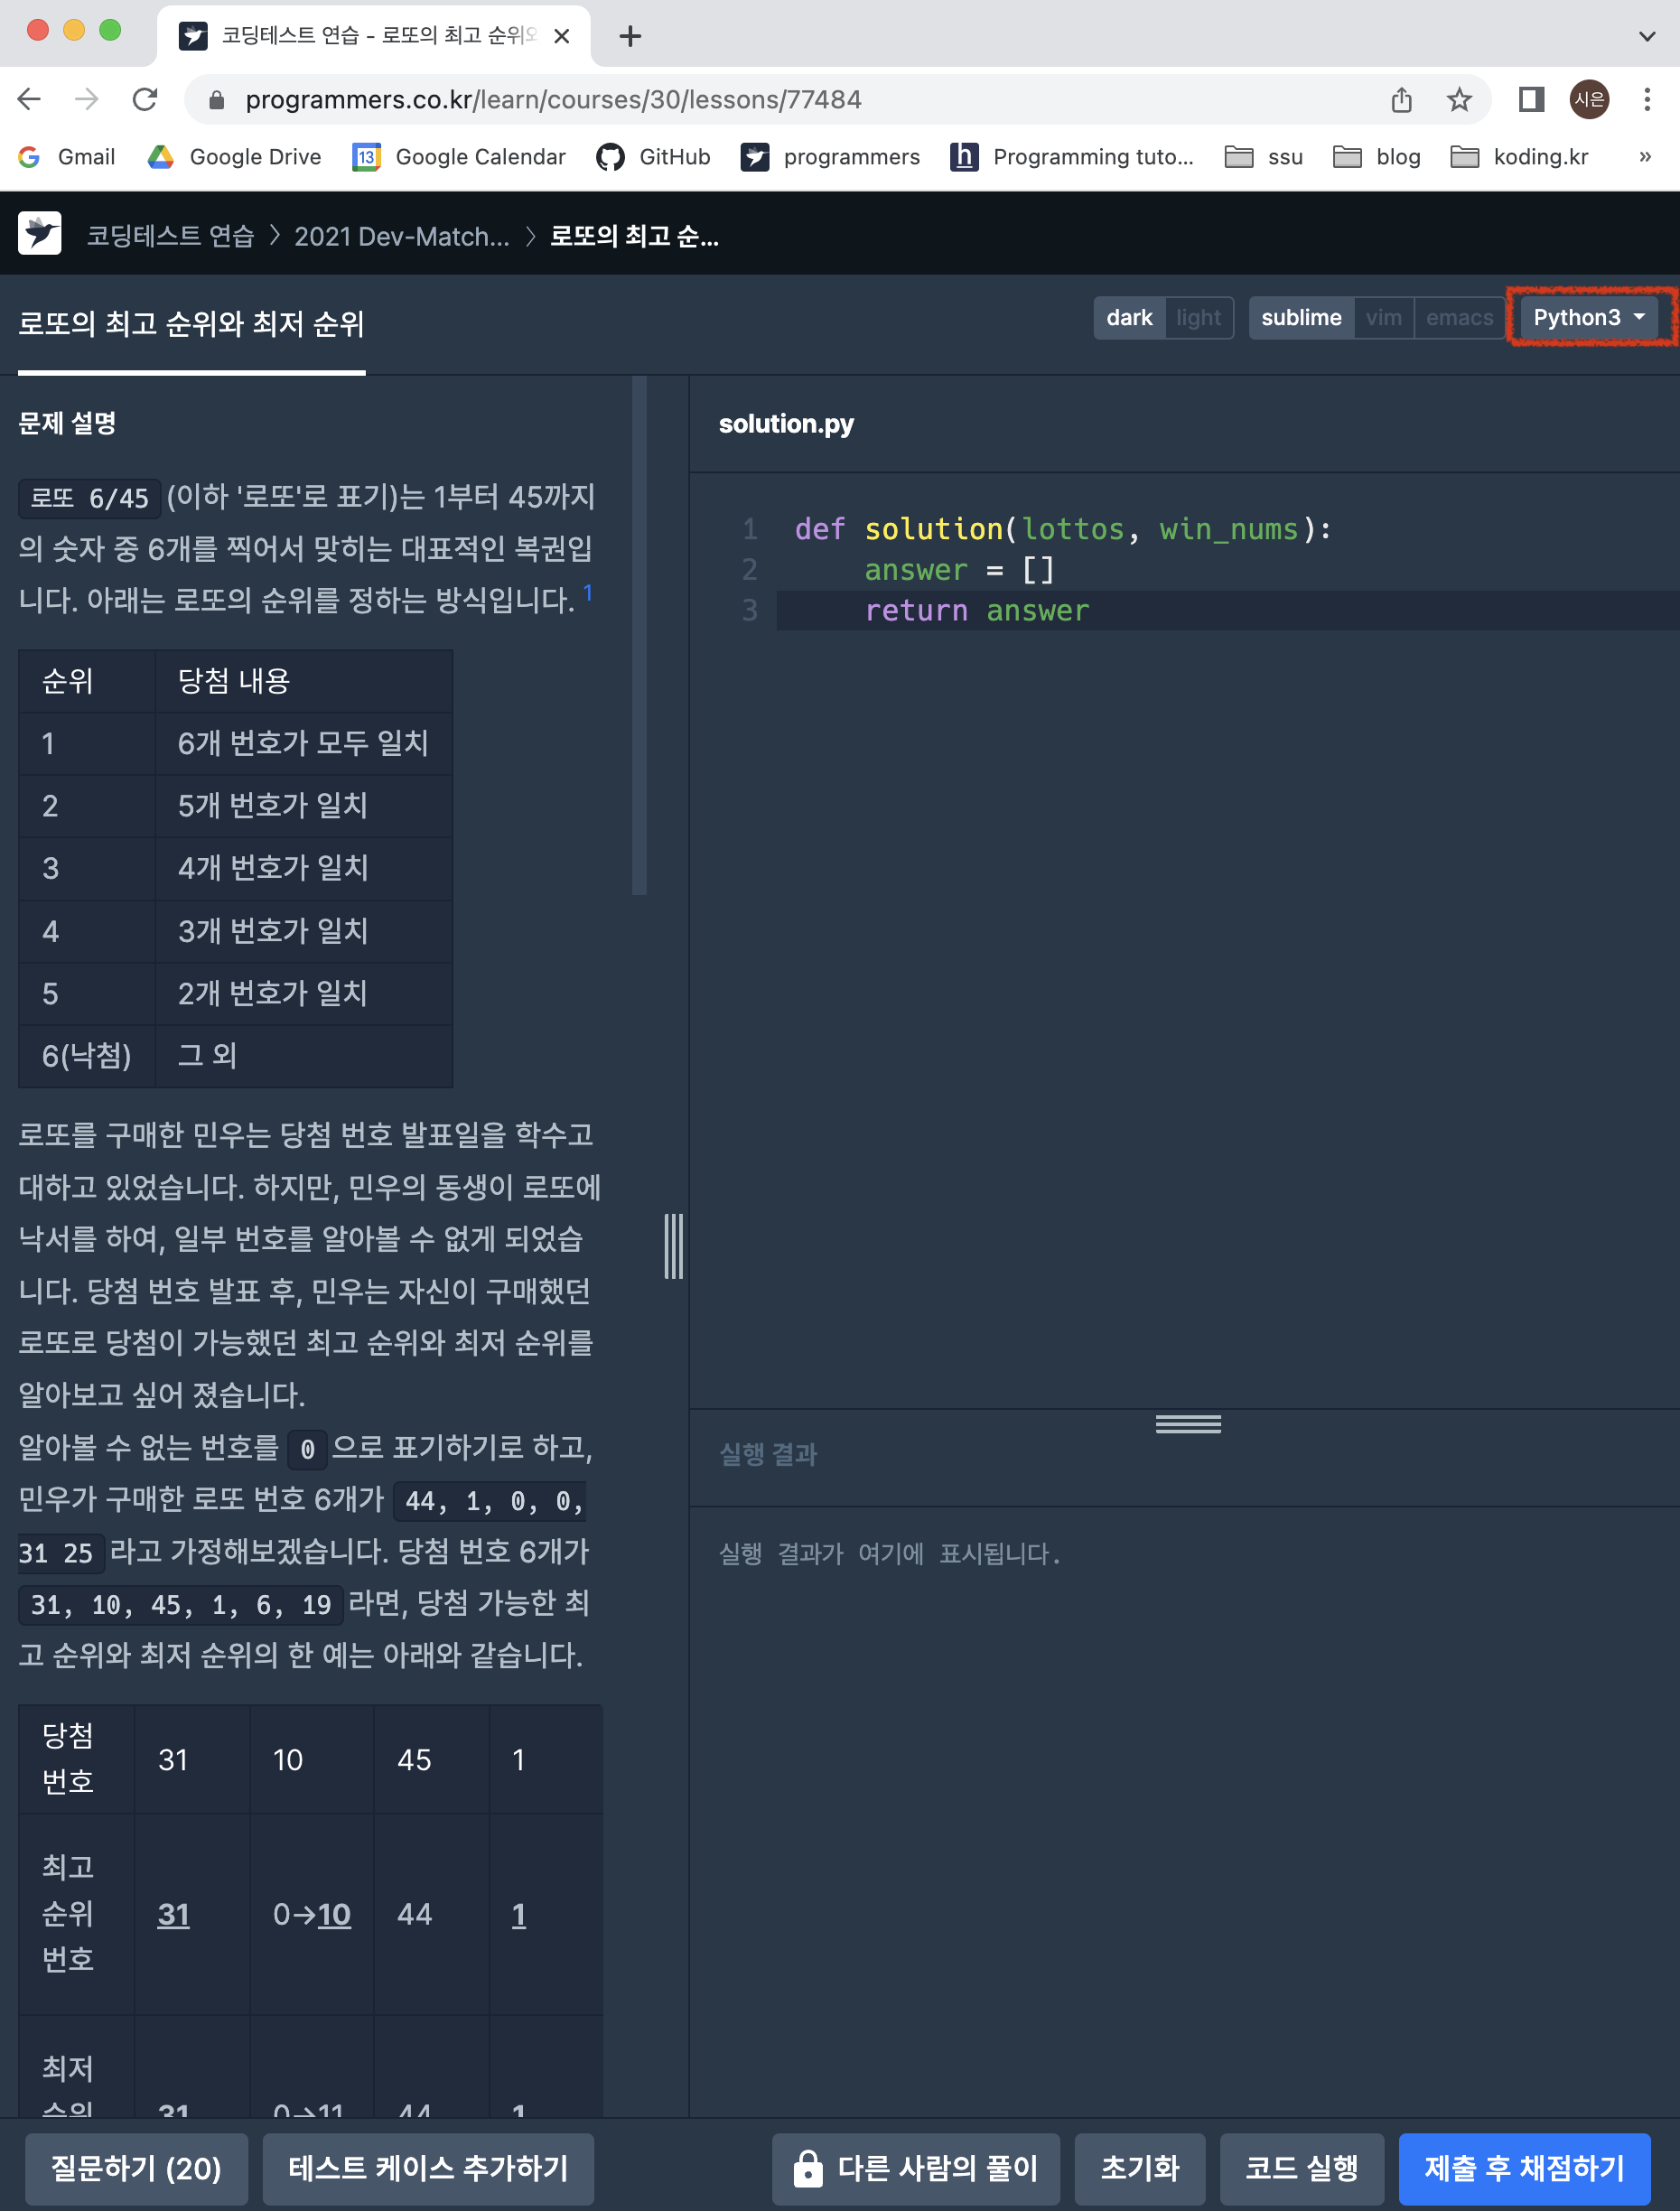 코딩테스트 연습 - 로또의 최고 순위와
programmers.co.kr/learn/courses/30/lessons/77484
시은
Gmail
Google Drive
13
Google Calendar
GitHub
programmers
h
Programming tuto...
ssu
blog
koding.kr
»
코딩테스트 연습 > 2021 Dev-Match... > 로또의 최고 순...
로또의 최고 순위와 최저 순위
dark light
sublime vim emacs
Python3
문제 설명
로또 6/45 (이하 '로또'로 표기)는 1부터 45까지
의 숫자 중 6개를 찍어서 맞히는 대표적인 복권입
니다. 아래는 로또의 순위를 정하는 방식입니다. 1
순위 당첨 내용
1 6개 번호가 모두 일치
2 5개 번호가 일치
3 4개 번호가 일치
4 3개 번호가 일치
5 2개 번호가 일치
6(낙첨) 그 외
로또를 구매한 민우는 당첨 번호 발표일을 학수고
대하고 있었습니다. 하지만, 민우의 동생이 로또에
낙서를 하여, 일부 번호를 알아볼 수 없게 되었습
니다. 당첨 번호 발표 후, 민우는 자신이 구매했던
로또로 당첨이 가능했던 최고 순위와 최저 순위를
알아보고 싶어 졌습니다.
알아볼 수 없는 번호를 0 으로 표기하기로 하고,
민우가 구매한 로또 번호 6개가 44, 1, 0, 0,
31 25 라고 가정해보겠습니다. 당첨 번호 6개가
31, 10, 45, 1, 6, 19 라면, 당첨 가능한 최
고 순위와 최저 순위의 한 예는 아래와 같습니다.
당첨
번호
31 10 45 1
최고
순위
번호
31 0→10 44 1
최저
순위
31 0→11 44 1
solution.py
1 def solution(lottos, win_nums):
2     answer = []
3     return answer
실행 결과
실행 결과가 여기에 표시됩니다.
질문하기 (20)
테스트 케이스 추가하기
다른 사람의 풀이
초기화
코드 실행
제출 후 채점하기